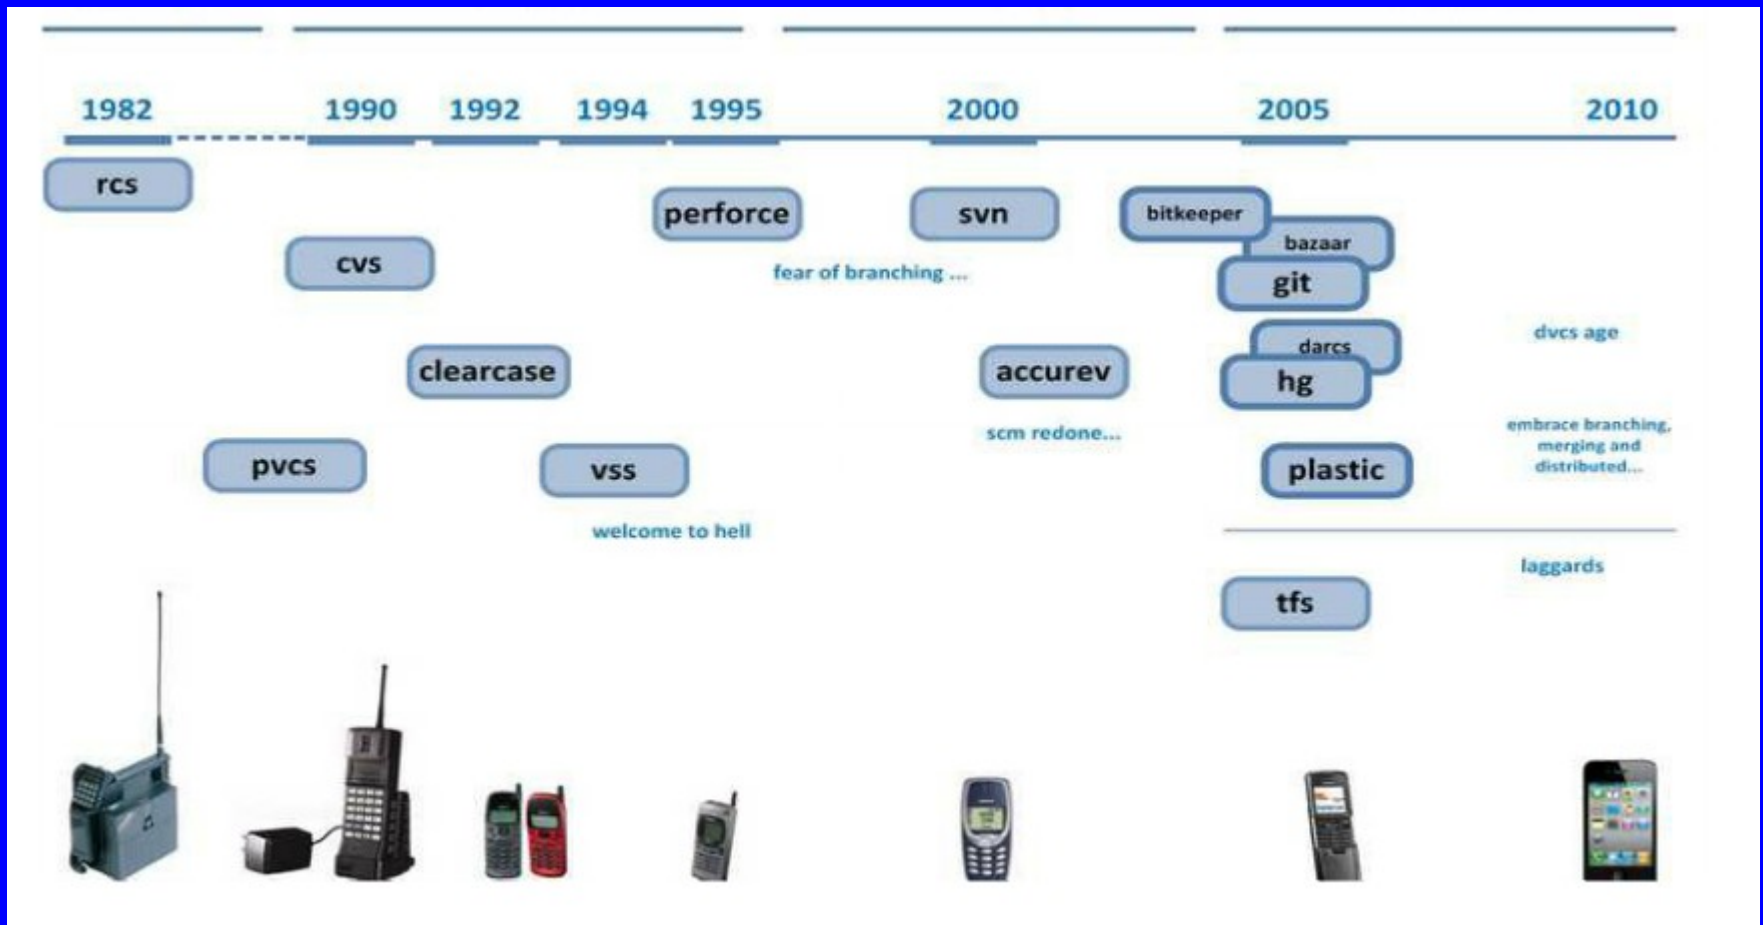 1982 1990 1992 1994 1995 2000 2005 2010
rcs
perforce
svn
bitkeeper
bazaar
cvs
fear of branching ...
git
dvcs age
darcs
clearcase
accurev
hg
scm redone...
embrace branching,
merging and
distributed...
pvcs
vss
plastic
welcome to hell
laggards
tfs